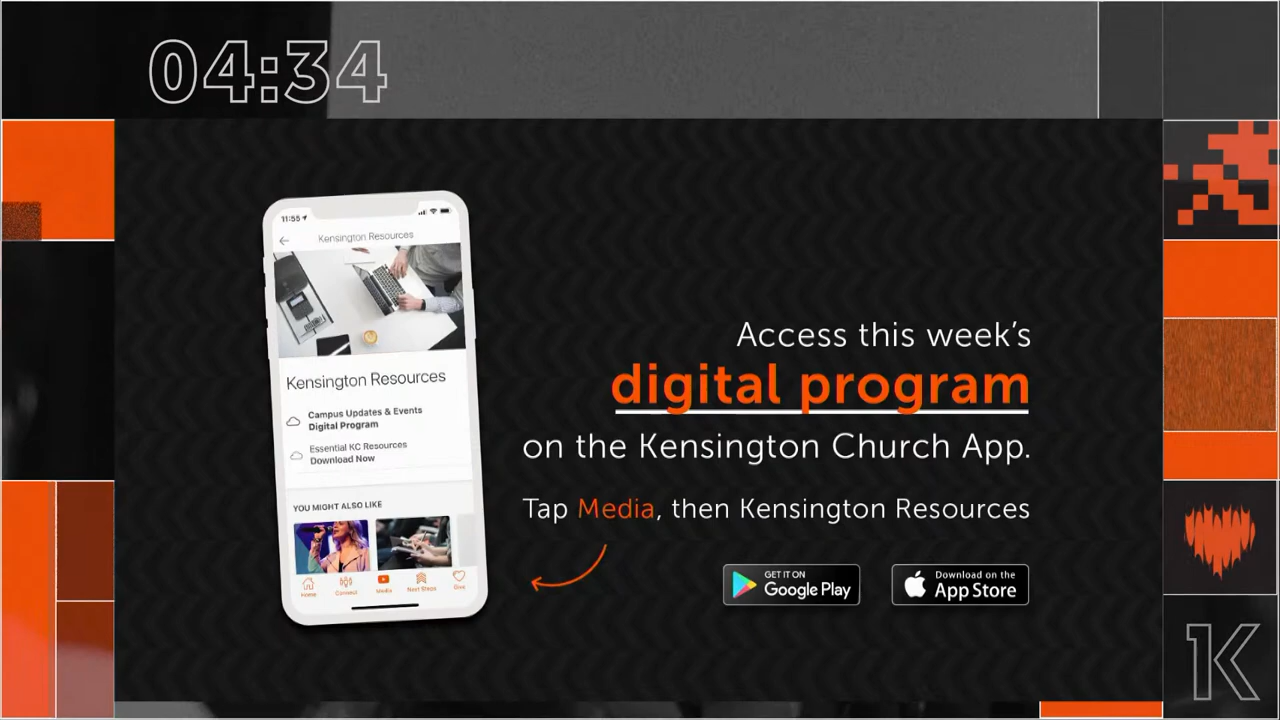 04:34
11:55
Kensington Resources
Kensington Resources
Campus Updates & Events
Digital Program
Essential KC Resources
Download Now
YOU MIGHT ALSO LIKE
Home Connect Media Next Steps Give
Access this week's
digital program
on the Kensington Church App.
Tap Media, then Kensington Resources
GET IT ON
Google Play
Download on the
App Store
K